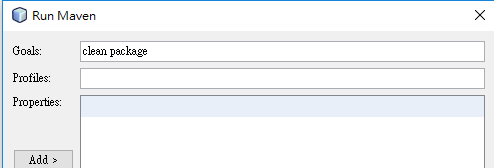 Run Maven
Goals: clean package
Profiles:
Properties:
Add >